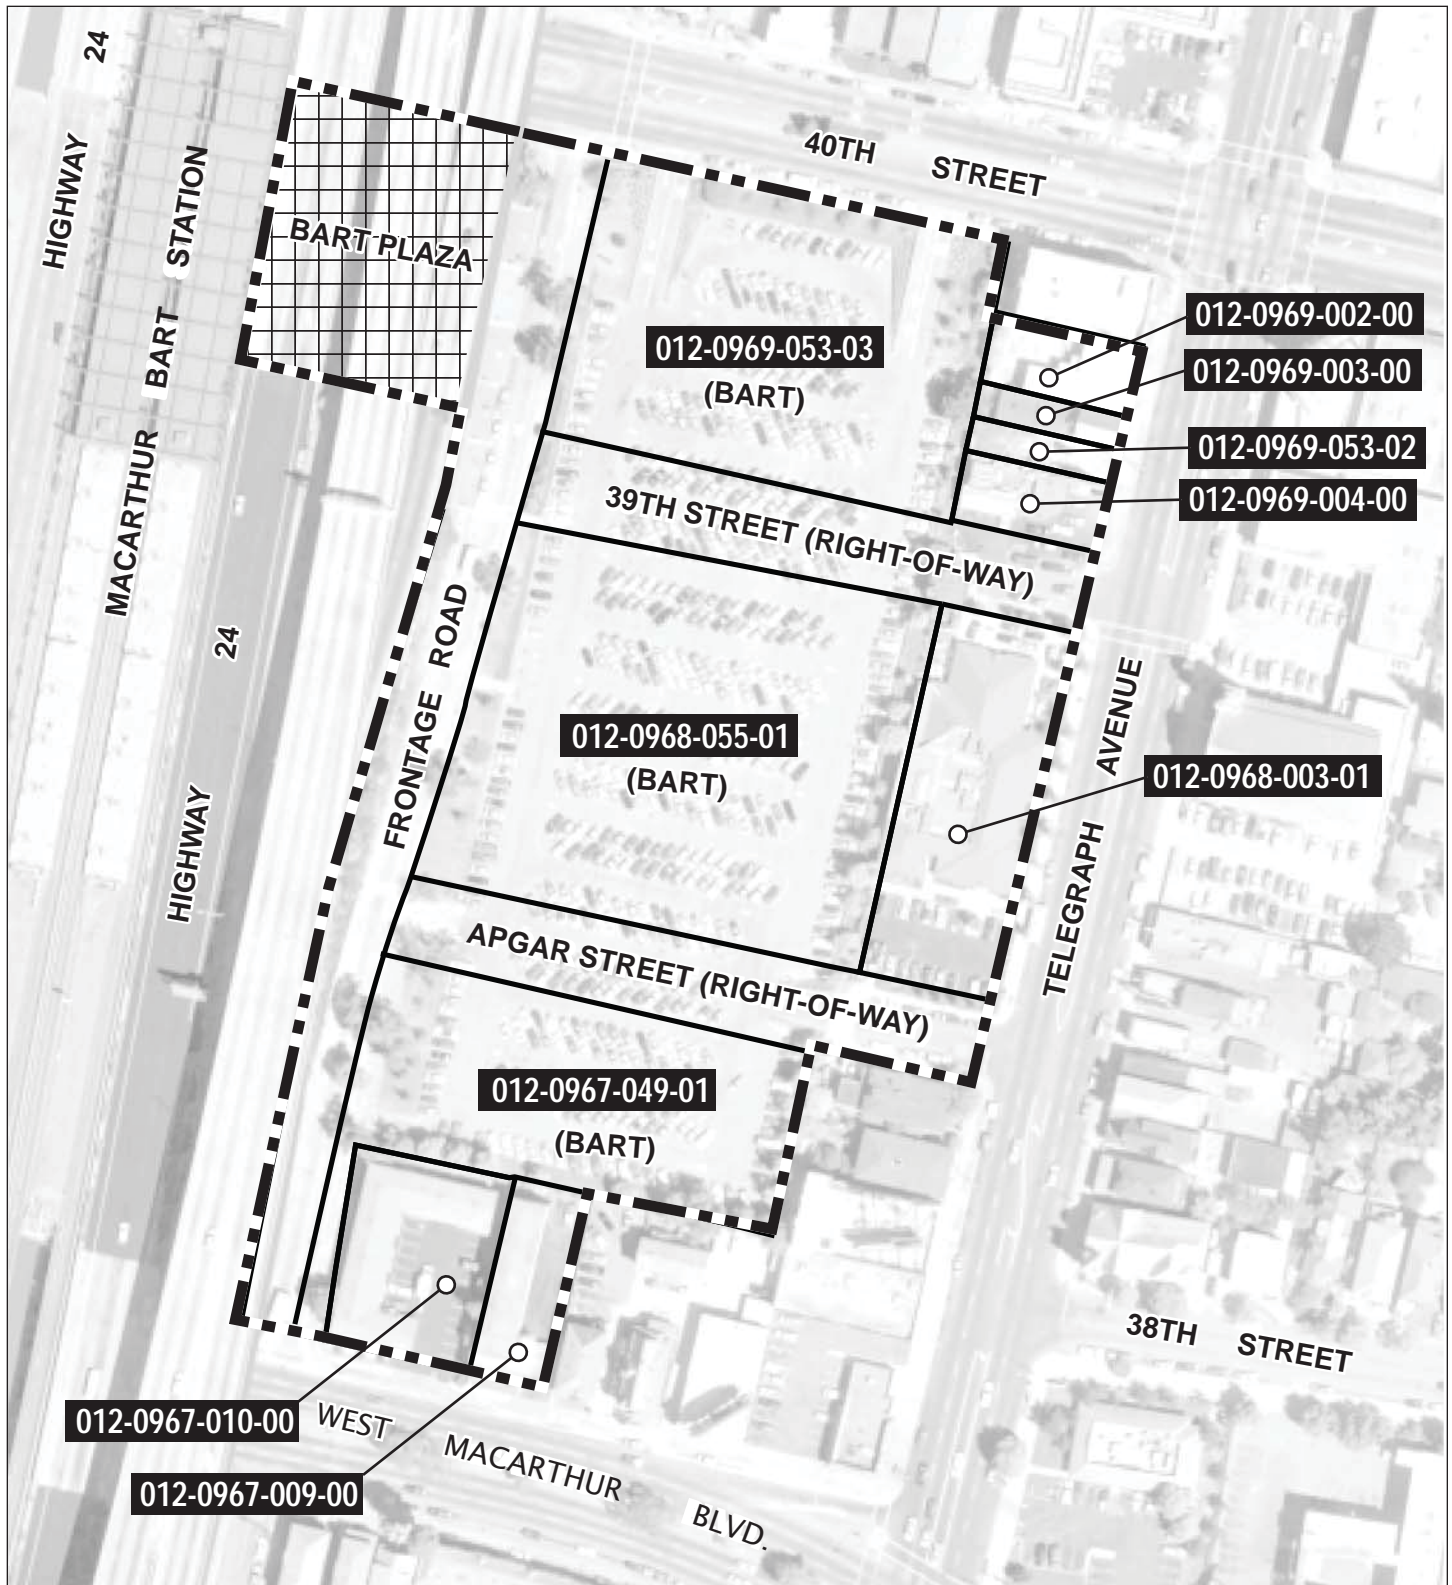 24
HIGHWAY
MACARTHUR BART STATION
BART PLAZA
40TH STREET
012-0969-053-03
(BART)
012-0969-002-00
012-0969-003-00
012-0969-053-02
012-0969-004-00
39TH STREET (RIGHT-OF-WAY)
FRONTAGE ROAD
24
HIGHWAY
012-0968-055-01
(BART)
TELEGRAPH AVENUE
012-0968-003-01
APGAR STREET (RIGHT-OF-WAY)
012-0967-049-01
(BART)
38TH STREET
012-0967-010-00
WEST MACARTHUR BLVD.
012-0967-009-00